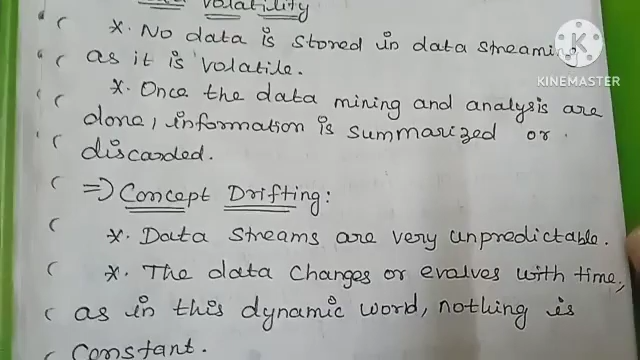 Volatility
*. No data is stored in data streaming
as it is volatile.
*. Once the data mining and analysis are
done, information is summarized or
discarded.
=) Concept Drifting:
*. Data streams are very unpredictable.
*. The data changes or evolves with time,
as in this dynamic word, nothing is
constant.
KINEMASTER